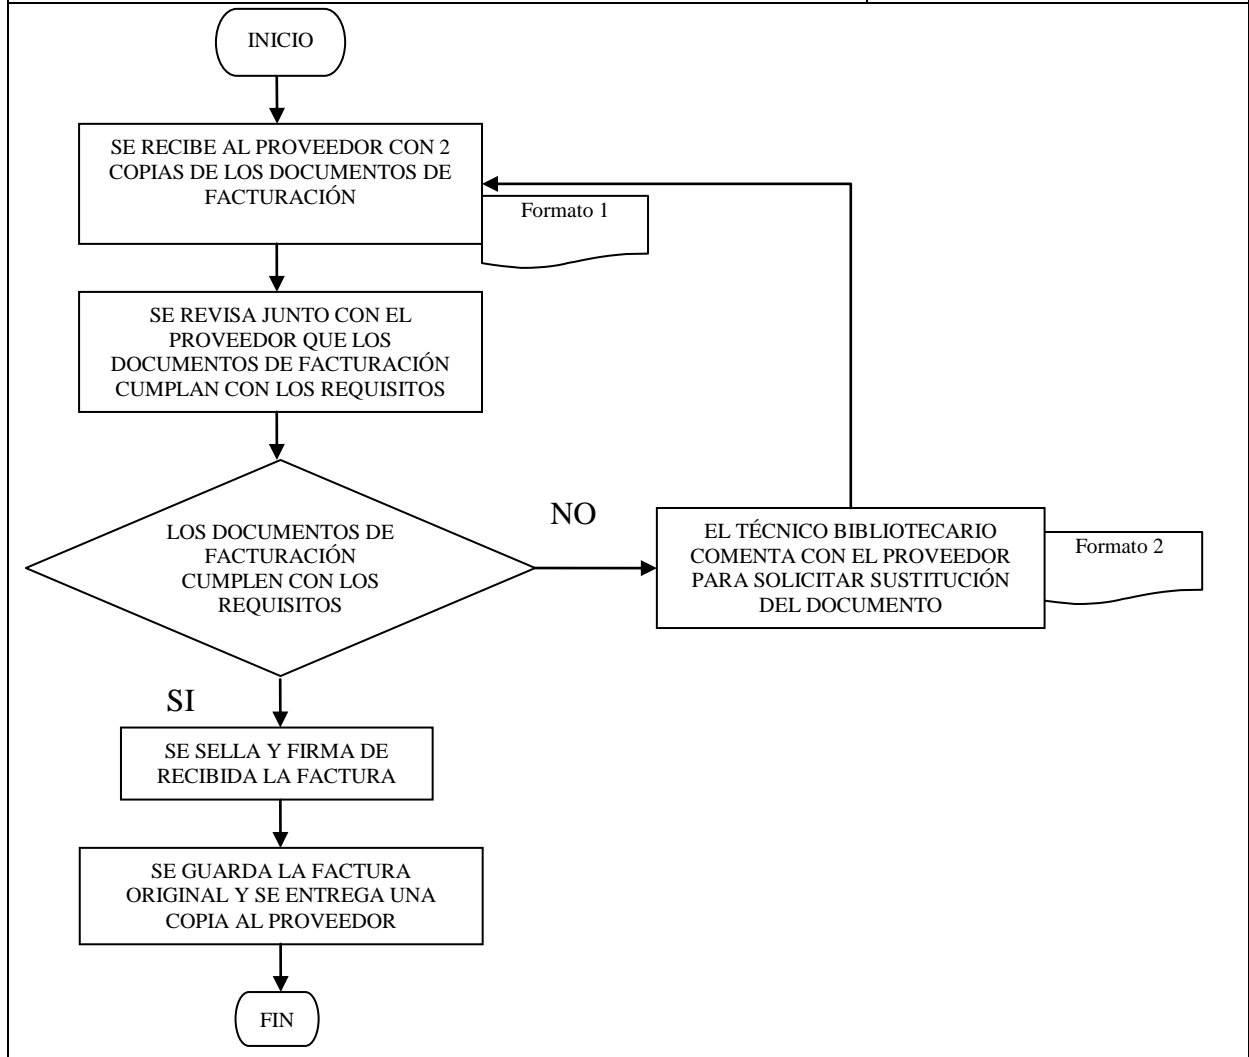 INICIO
SE RECIBE AL PROVEEDOR CON 2
COPIAS DE LOS DOCUMENTOS DE
FACTURACIÓN
Formato 1
SE REVISA JUNTO CON EL
PROVEEDOR QUE LOS
DOCUMENTOS DE FACTURACIÓN
CUMPLAN CON LOS REQUISITOS
LOS DOCUMENTOS DE
FACTURACIÓN
CUMPLEN CON LOS
REQUISITOS
NO
EL TÉCNICO BIBLIOTECARIO
COMENTA CON EL PROVEEDOR
PARA SOLICITAR SUSTITUCIÓN
DEL DOCUMENTO
Formato 2
SI
SE SELLA Y FIRMA DE
RECIBIDA LA FACTURA
SE GUARDA LA FACTURA
ORIGINAL Y SE ENTREGA UNA
COPIA AL PROVEEDOR
FIN